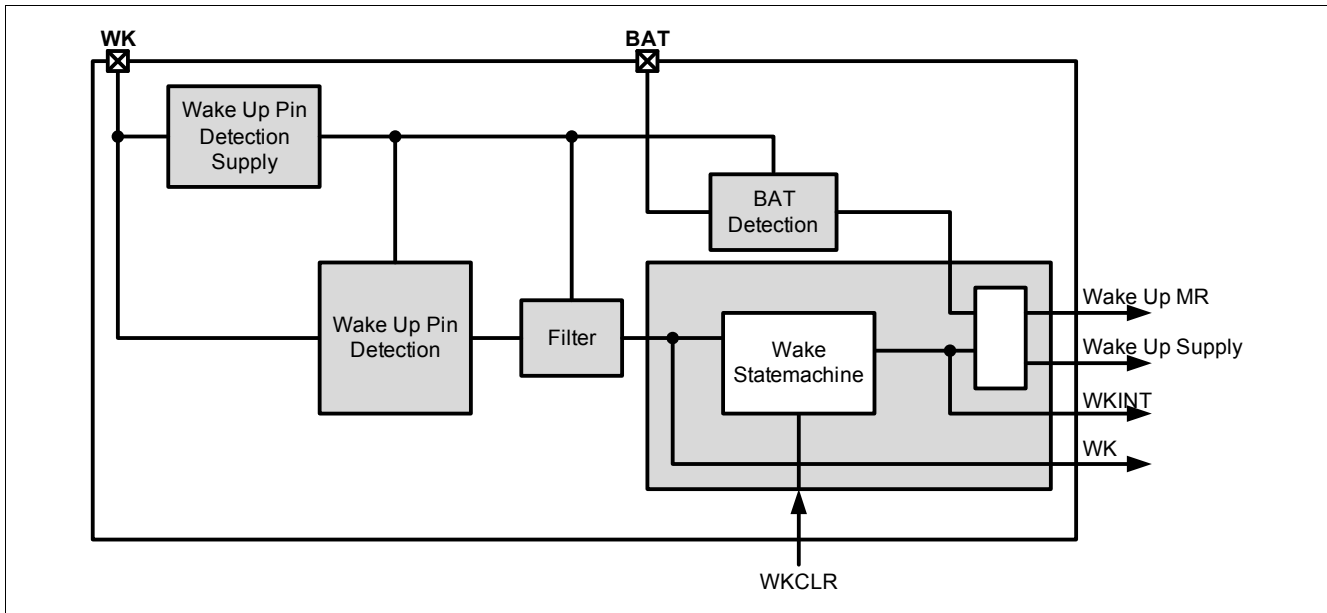 WK
BAT
Wake Up Pin
Detection
Supply
BAT
Detection
Wake Up Pin
Detection
Filter
Wake
Statemachine
Wake Up MR
Wake Up Supply
WKINT
WK
WKCLR